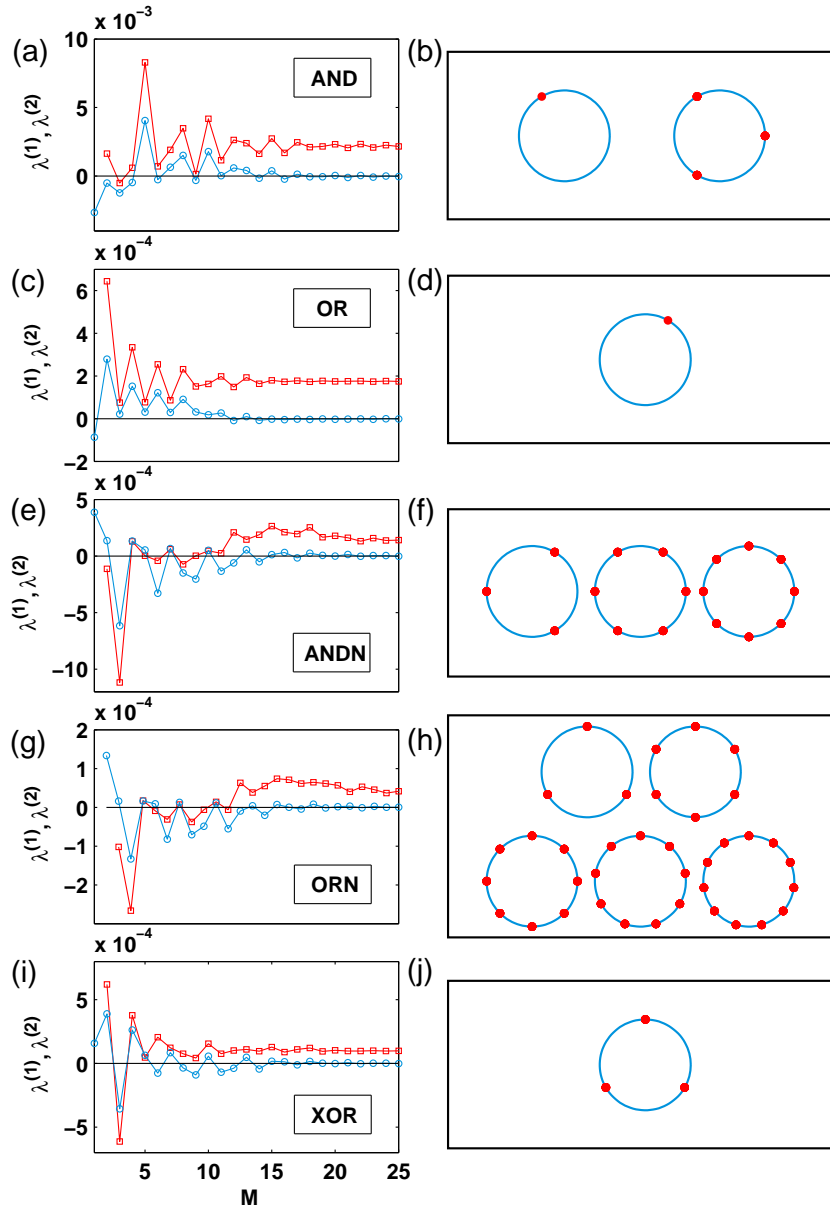 (a)
x 10⁻³
10
5
0
λ⁽¹⁾, λ⁽²⁾
AND
(b)
(c)
x 10⁻⁴
6
4
2
0
−2
λ⁽¹⁾, λ⁽²⁾
OR
(d)
(e)
x 10⁻⁴
5
0
−5
−10
λ⁽¹⁾, λ⁽²⁾
ANDN
(f)
(g)
x 10⁻⁴
2
1
0
−1
−2
λ⁽¹⁾, λ⁽²⁾
ORN
(h)
(i)
x 10⁻⁴
5
0
−5
λ⁽¹⁾, λ⁽²⁾
XOR
5 10 15 20 25
M
(j)